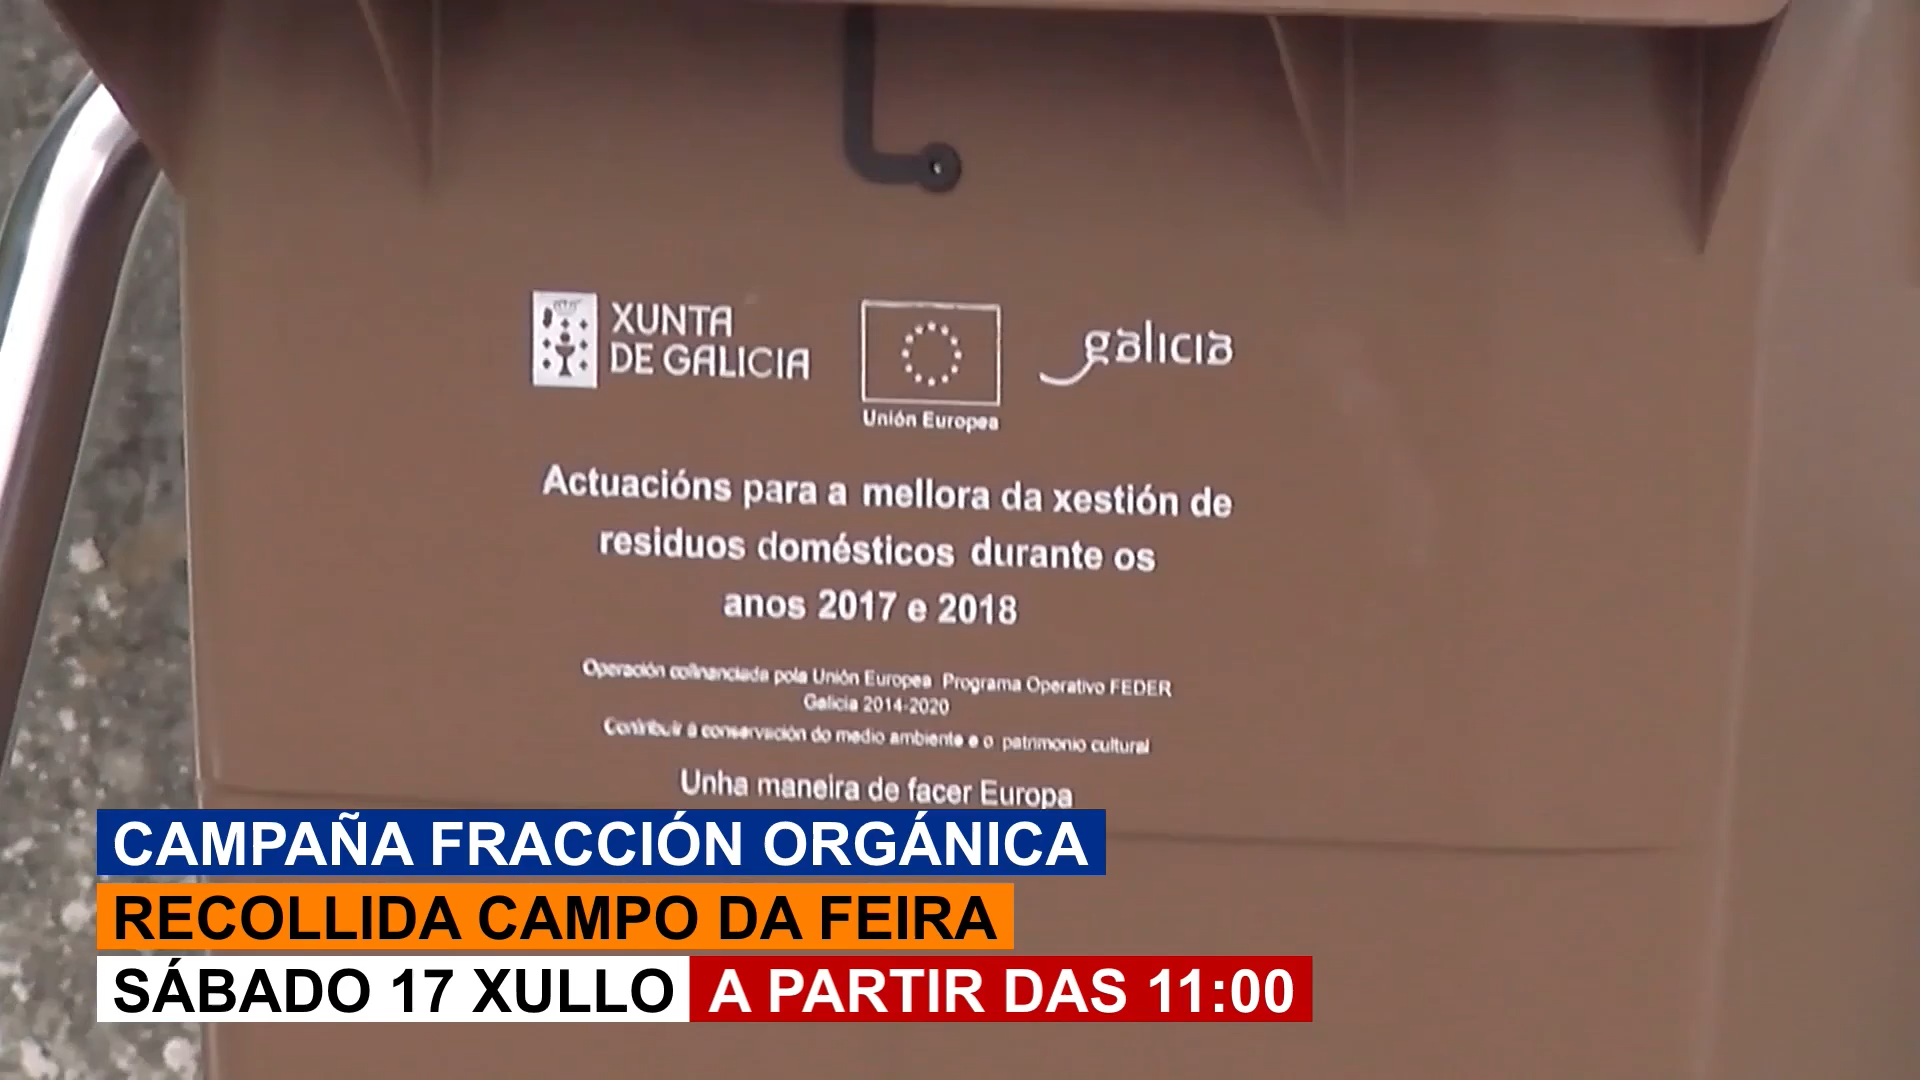 XUNTA
DE GALICIA
Unión Europea
galicia
Actuacións para a mellora da xestión de
residuos domésticos durante os
anos 2017 e 2018
Operación cofinanciada pola Unión Europea Programa Operativo FEDER
Galicia 2014-2020
Contribuir á conservación do medio ambiente e o patrimonio cultural
Unha maneira de facer Europa
CAMPAÑA FRACCIÓN ORGÁNICA
RECOLLIDA CAMPO DA FEIRA
SÁBADO 17 XULLO A PARTIR DAS 11:00